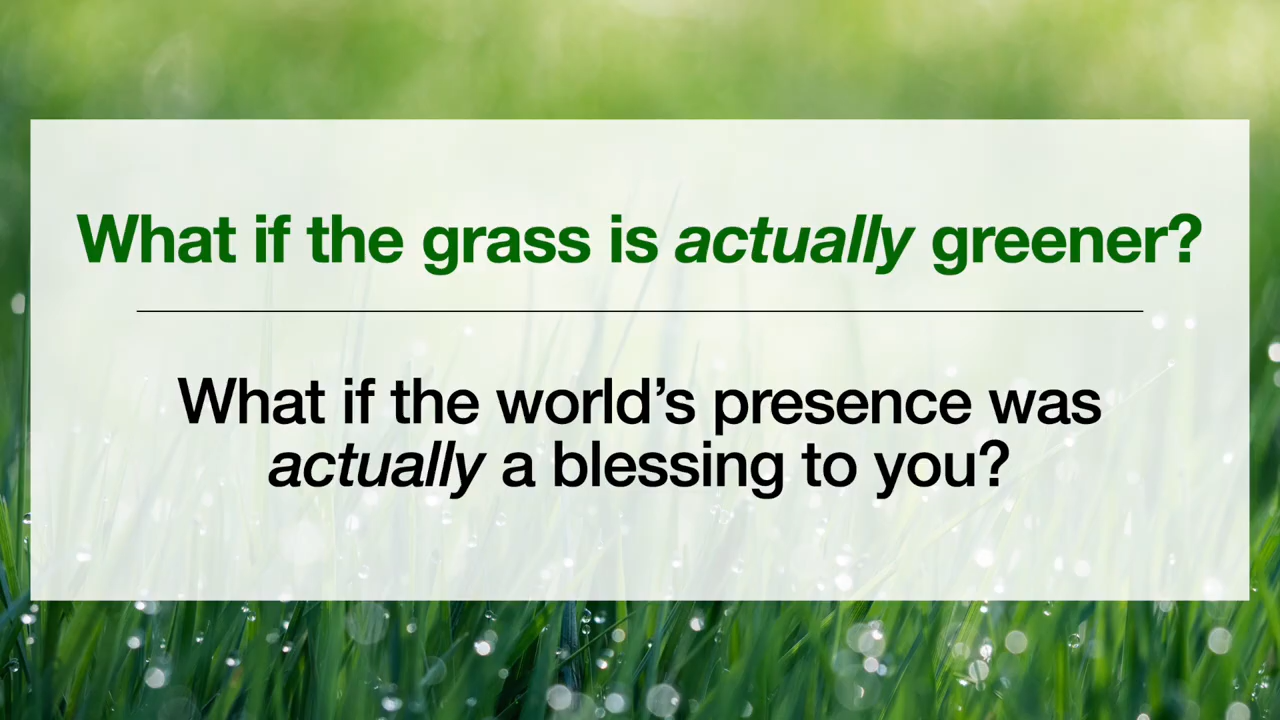 What if the grass is actually greener?
What if the world’s presence was
actually a blessing to you?